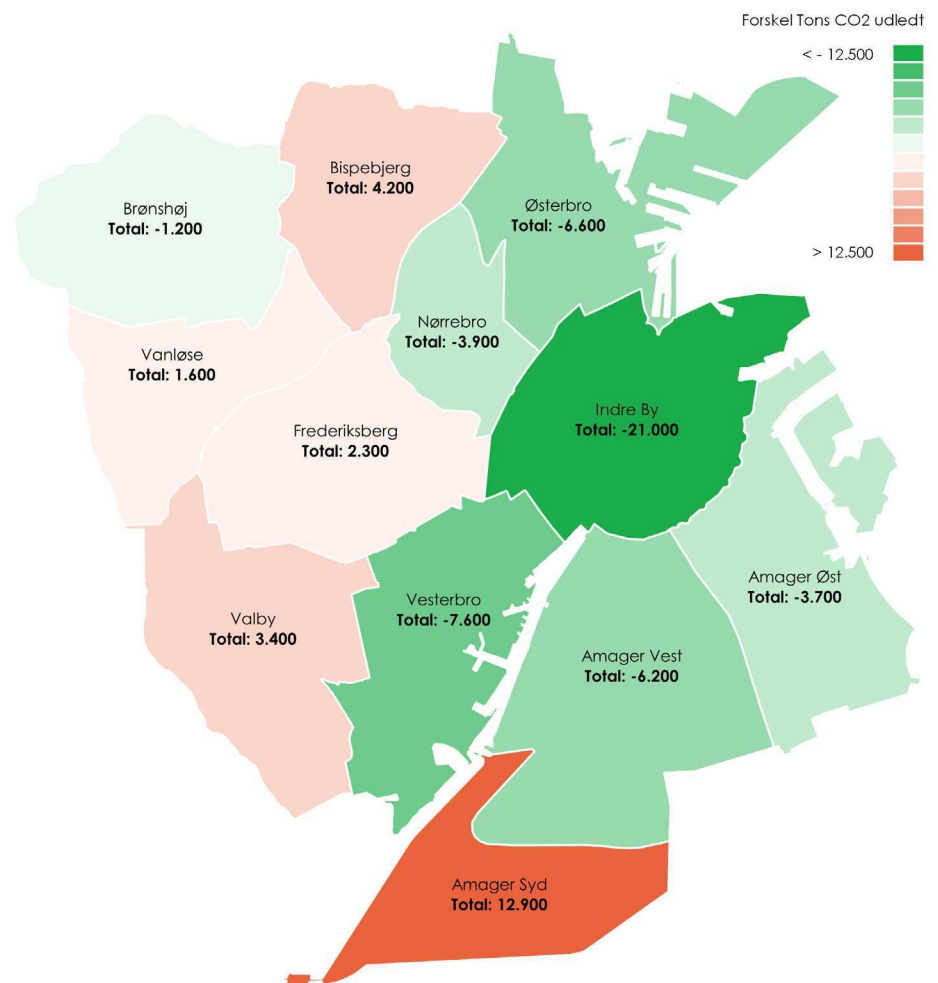 Forskel Tons CO2 udledt
< - 12.500
> 12.500
Bispebjerg
Total: 4.200
Brønshøj
Total: -1.200
Østerbro
Total: -6.600
Nørrebro
Total: -3.900
Vanløse
Total: 1.600
Indre By
Total: -21.000
Frederiksberg
Total: 2.300
Amager Øst
Total: -3.700
Vesterbro
Total: -7.600
Valby
Total: 3.400
Amager Vest
Total: -6.200
Amager Syd
Total: 12.900